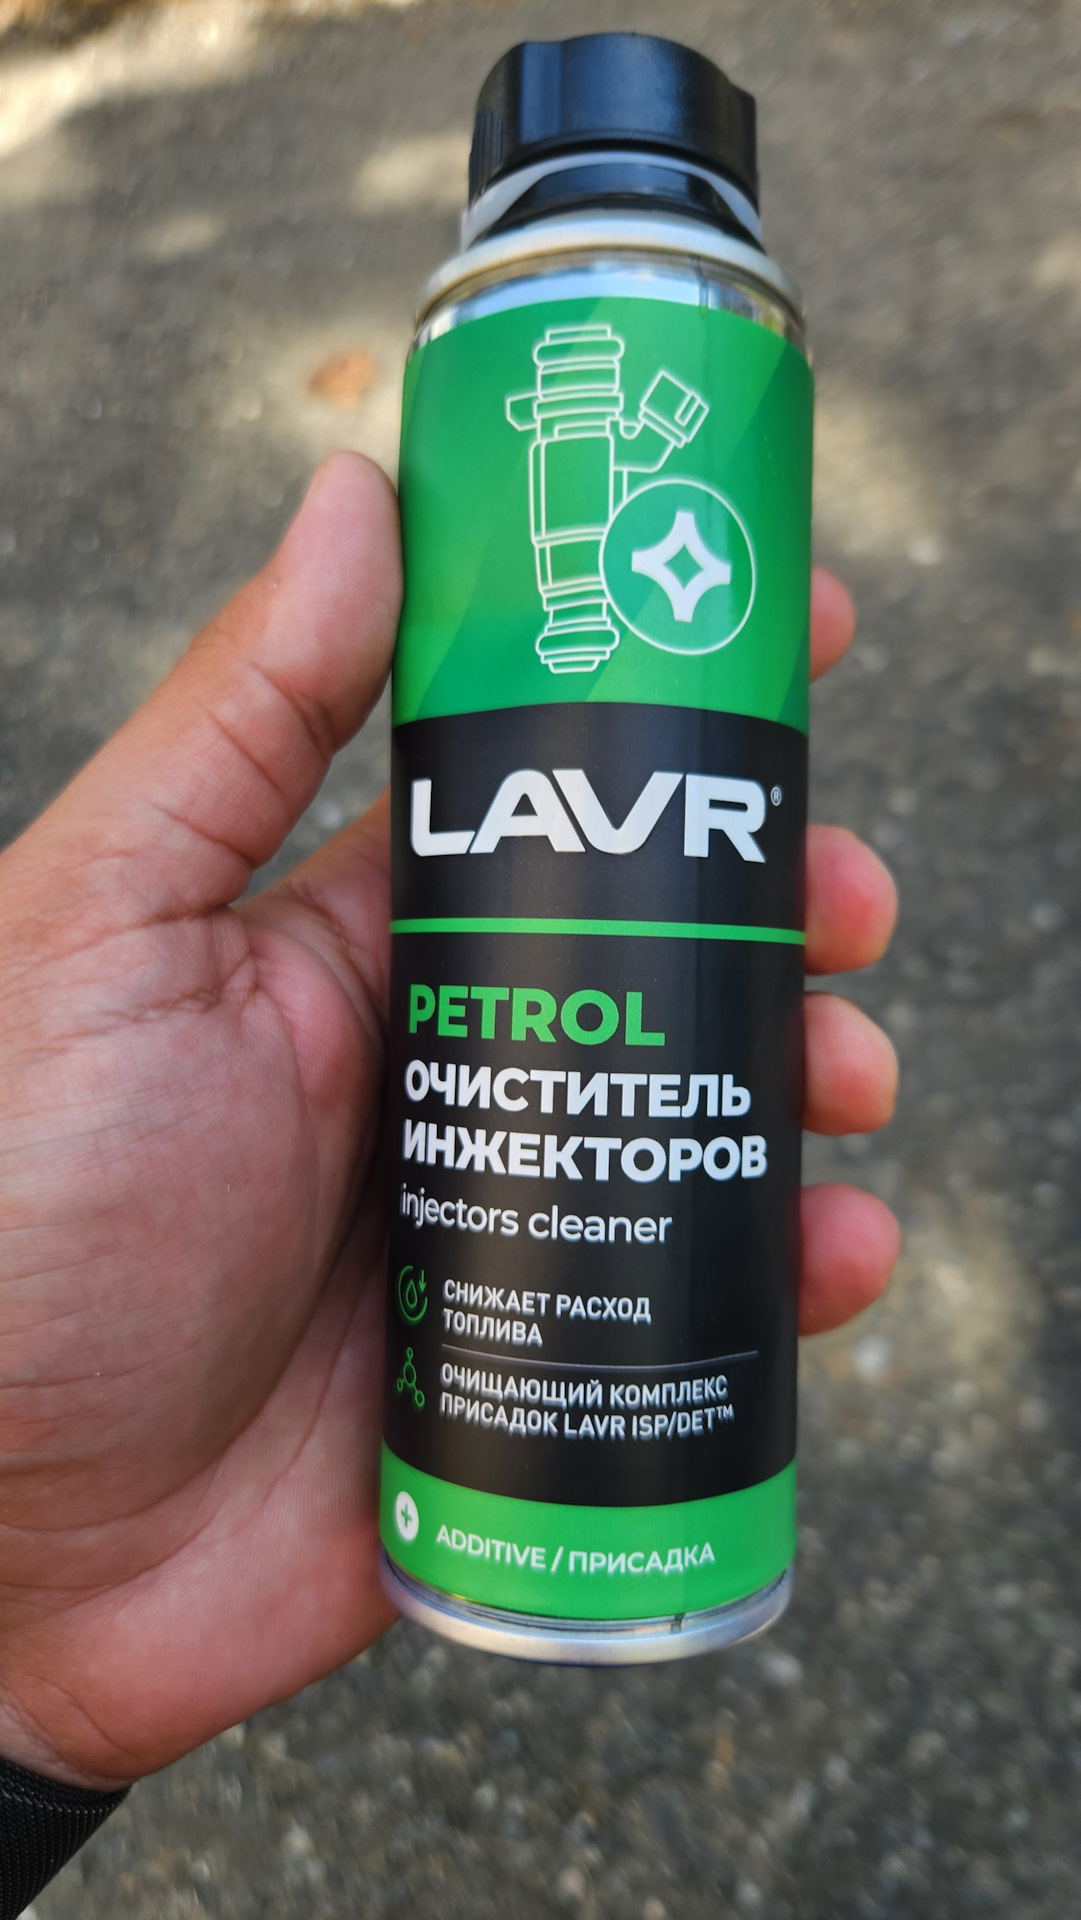 LAVR®
PETROL
ОЧИСТИТЕЛЬ
ИНЖЕКТОРОВ
injectors cleaner
СНИЖАЕТ РАСХОД
ТОПЛИВА
ОЧИЩАЮЩИЙ КОМПЛЕКС
ПРИСАДОК LAVR ISP/DET™
ADDITIVE / ПРИСАДКА